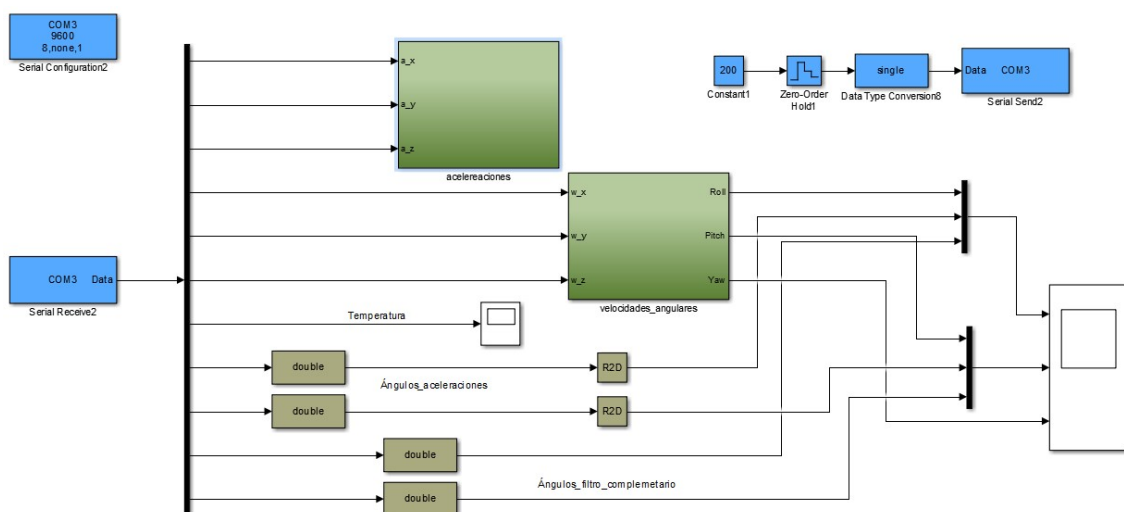 COM3
9600
8,none,1
Serial Configuration2
a_x
a_y
a_z
acelereaciones
200
Constant1
Zero-Order
Hold1
single
Data Type Conversion8
Data COM3
Serial Send2
w_x
w_y
w_z
Roll
Pitch
Yaw
velocidades_angulares
COM3 Data
Serial Receive2
Temperatura
double
R2D
Ángulos_aceleraciones
double
R2D
double
Ángulos_filtro_complemetario
double